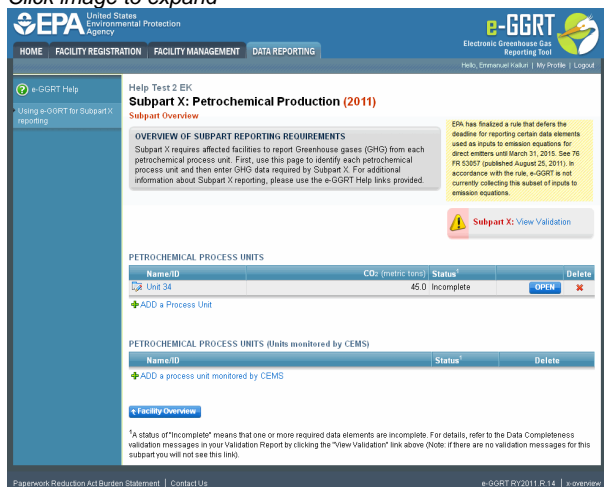 Click image to expand
EPA United States
Environmental Protection
Agency
e-GGRT
Electronic Greenhouse Gas
Reporting Tool
HOME FACILITY REGISTRATION FACILITY MANAGEMENT DATA REPORTING
Hello, Emmanuel Kalluri | My Profile | Logout
e-GGRT Help
Using e-GGRT for Subpart X
reporting
Help Test 2 EK
Subpart X: Petrochemical Production (2011)
Subpart Overview
OVERVIEW OF SUBPART REPORTING REQUIREMENTS
Subpart X requires affected facilities to report Greenhouse gases (GHG) from each
petrochemical process unit. First, use this page to identify each petrochemical
process unit and then enter GHG data required by Subpart X. For additional
information about Subpart X reporting, please use the e-GGRT Help links provided.
EPA has finalized a rule that defers the
deadline for reporting certain data elements
used as inputs to emission equations for
direct emitters until March 31, 2015. See 76
FR 53057 (published August 25, 2011). In
accordance with the rule, e-GGRT is not
currently collecting this subset of inputs to
emission equations.
Subpart X: View Validation
PETROCHEMICAL PROCESS UNITS
Name/ID CO2 (metric tons) Status1 Delete
Unit 34 45.0 Incomplete OPEN
ADD a Process Unit
PETROCHEMICAL PROCESS UNITS (Units monitored by CEMS)
Name/ID Status1 Delete
ADD a process unit monitored by CEMS
Facility Overview
1A status of "Incomplete" means that one or more required data elements are incomplete. For details, refer to the Data Completeness
validation messages in your Validation Report by clicking the "View Validation" link above (Note: if there are no validation messages for this
subpart you will not see this link).
Paperwork Reduction Act Burden Statement | Contact Us
e-GGRT RY2011.R.14 | x-overview